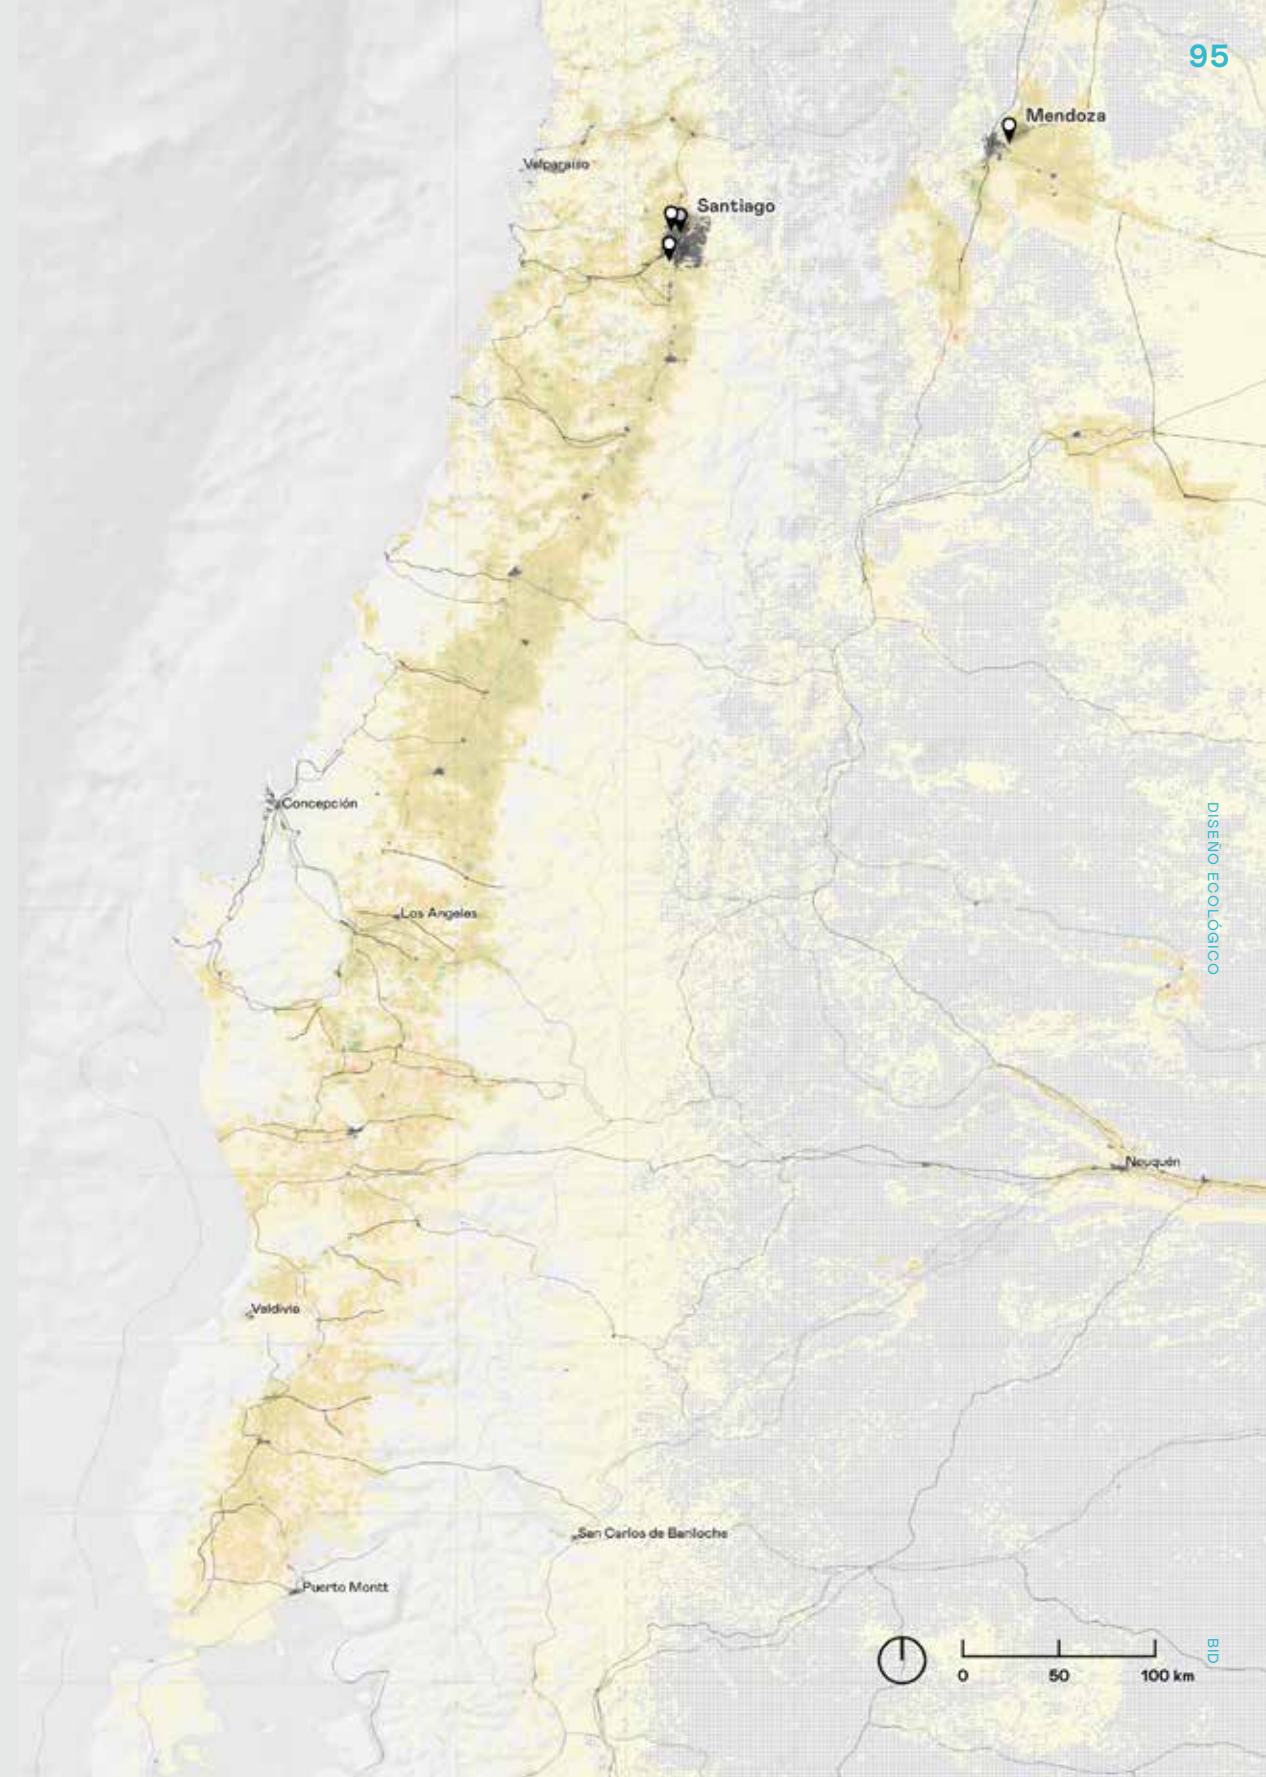 95
Mendoza
Valparaíso
Santiago
Concepción
Los Angeles
Neuquén
Valdivia
San Carlos de Bariloche
Puerto Montt
0 50 100 km
DISEÑO ECOLÓGICO
BID